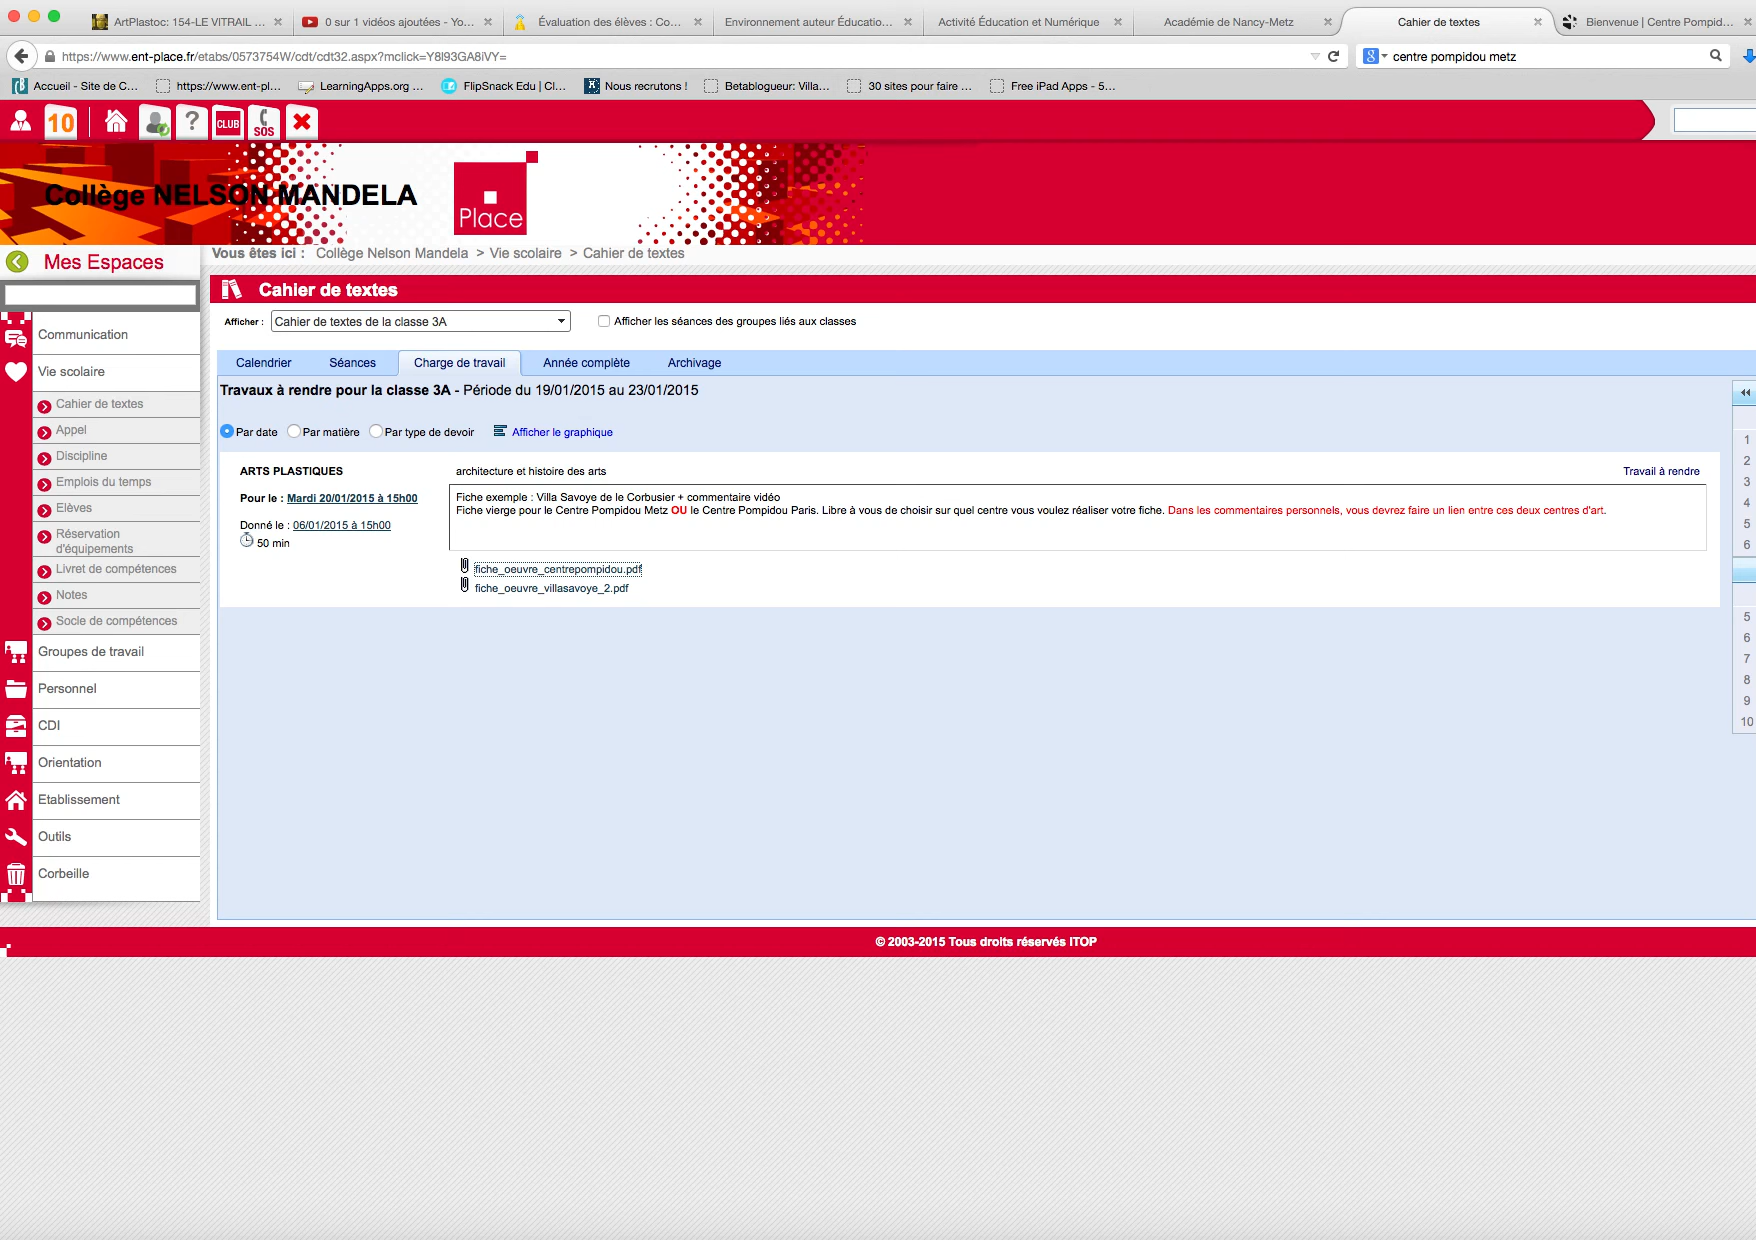 ArtPlastoc: 154-LE VITRAIL ...
0 sur 1 vidéos ajoutées - Yo...
Évaluation des élèves : Co...
Environnement auteur Éducatio...
Activité Éducation et Numérique
Académie de Nancy-Metz
Cahier de textes
Bienvenue | Centre Pompid...
https://www.ent-place.fr/etabs/0573754W/cdt/cdt32.aspx?mclick=Y8l93GA8iVY=
centre pompidou metz
Accueil - Site de C...
https://www.ent-pl...
LearningApps.org ...
FlipSnack Edu | Cl...
Nous recrutons !
Betablogueur: Villa...
30 sites pour faire ...
Free iPad Apps - 5...
10
?
CLUB
SOS
Collège NELSON MANDELA
Place
Mes Espaces
Vous êtes ici : Collège Nelson Mandela > Vie scolaire > Cahier de textes
Cahier de textes
Afficher : Cahier de textes de la classe 3A
Afficher les séances des groupes liés aux classes
Calendrier
Séances
Charge de travail
Année complète
Archivage
Travaux à rendre pour la classe 3A - Période du 19/01/2015 au 23/01/2015
Par date
Par matière
Par type de devoir
Afficher le graphique
ARTS PLASTIQUES
architecture et histoire des arts
Travail à rendre
Pour le : Mardi 20/01/2015 à 15h00
Donné le : 06/01/2015 à 15h00
50 min
Fiche exemple : Villa Savoye de le Corbusier + commentaire vidéo
Fiche vierge pour le Centre Pompidou Metz OU le Centre Pompidou Paris. Libre à vous de choisir sur quel centre vous voulez réaliser votre fiche. Dans les commentaires personnels, vous devrez faire un lien entre ces deux centres d'art.
fiche_oeuvre_centrepompidou.pdf
fiche_oeuvre_villasavoye_2.pdf
Communication
Vie scolaire
Cahier de textes
Appel
Discipline
Emplois du temps
Elèves
Réservation
d'équipements
Livret de compétences
Notes
Socle de compétences
Groupes de travail
Personnel
CDI
Orientation
Etablissement
Outils
Corbeille
1
2
3
4
5
6
5
6
7
8
9
10
© 2003-2015 Tous droits réservés ITOP